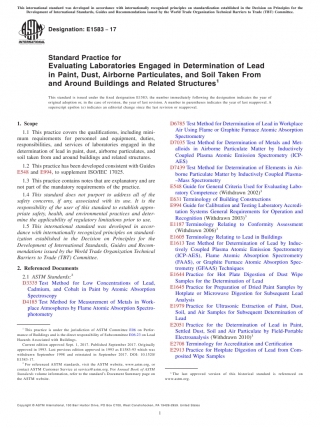 This international standard was developed in accordance with internationally recognized principles on standardization established in the Decision on Principles for the
Development of International Standards, Guides and Recommendations issued by the World Trade Organization Technical Barriers to Trade (TBT) Committee.
Designation: E1583 − 17
Standard Practice for
Evaluating Laboratories Engaged in Determination of Lead
in Paint, Dust, Airborne Particulates, and Soil Taken From
and Around Buildings and Related Structures1
This standard is issued under the fixed designation E1583; the number immediately following the designation indicates the year of
original adoption or, in the case of revision, the year of last revision. A number in parentheses indicates the year of last reapproval. A
superscript epsilon (´) indicates an editorial change since the last revision or reapproval.
1. Scope
1.1 This practice covers the qualifications, including mini-
mum requirements for personnel and equipment, duties,
responsibilities, and services of laboratories engaged in the
determination of lead in paint, dust, airborne particulates, and
soil taken from and around buildings and related structures.
1.2 This practice has been developed consistent with Guides
E548 and E994, to supplement ISO/IEC 17025.
1.3 This practice contains notes that are explanatory and are
not part of the mandatory requirements of the practice.
1.4 This standard does not purport to address all of the
safety concerns, if any, associated with its use. It is the
responsibility of the user of this standard to establish appro-
priate safety, health, and environmental practices and deter-
mine the applicability of regulatory limitations prior to use.
1.5 This international standard was developed in accor-
dance with internationally recognized principles on standard-
ization established in the Decision on Principles for the
Development of International Standards, Guides and Recom-
mendations issued by the World Trade Organization Technical
Barriers to Trade (TBT) Committee.
2. Referenced Documents
2.1 ASTM Standards:2
D3335 Test Method for Low Concentrations of Lead,
Cadmium, and Cobalt in Paint by Atomic Absorption
Spectroscopy
D4185 Test Method for Measurement of Metals in Work-
place Atmospheres by Flame Atomic Absorption Spectro-
photometry
1 This practice is under the jurisdiction of ASTM Committee E06 on Perfor-
mance of Buildings and is the direct responsibility of Subcommittee E06.23 on Lead
Hazards Associated with Buildings.
Current edition approved Sept. 1, 2017. Published September 2017. Originally
approved in 1993. Last previous edition approved in
E1583-17.
2 For referenced ASTM standards, visit the ASTM website, www.astm.org, or
contact ASTM Customer Service at service@astm.org. For Annual Book of ASTM
Standards volume information, refer to the standard's Document Summary page on
the ASTM website.
D6785 Test Method for Determination of Lead in Workplace
Air Using Flame or Graphite Furnace Atomic Absorption
Spectrometry
D7035 Test Method for Determination of Metals and Met-
alloids in Airborne Particulate Matter by Inductively
Coupled Plasma Atomic Emission Spectrometry (ICP-
AES)
D7439 Test Method for Determination of Elements in Air-
borne Particulate Matter by Inductively Coupled Plasma-
–Mass Spectrometry
E548 Guide for General Criteria Used for Evaluating Labo-
ratory Competence (Withdrawn 2002)3
E631 Terminology of Building Constructions
E994 Guide for Calibration and Testing Laboratory Accredi-
tation Systems General Requirements for Operation and
Recognition (Withdrawn 2003)3
E1187 Terminology Relating to Conformity Assessment
(Withdrawn 2006)3
E1605 Terminology Relating to Lead in Buildings
E1613 Test Method for Determination of Lead by Induc-
tively Coupled Plasma Atomic Emission Spectrometry
(ICP-AES), Flame Atomic Absorption Spectrometry
(FAAS), or Graphite Furnace Atomic Absorption Spec-
trometry (GFAAS) Techniques
E1644 Practice for Hot Plate Digestion of Dust Wipe
Samples for the Determination of Lead
E1645 Practice for Preparation of Dried Paint Samples by
Hotplate or Microwave Digestion for Subsequent Lead
Analysis
E1979 Practice for Ultrasonic Extraction of Paint, Dust,
Soil, and Air Samples for Subsequent Determination of
Lead
E2051 Practice for the Determination of Lead in Paint,
Settled Dust, Soil and Air Particulate by Field-Portable
Electroanalysis (Withdrawn 2010)3
E2708 Terminology for Accreditation and Certification
E2913 Practice for Hotplate Digestion of Lead from Com-
posited Wipe Samples
3 The last approved version of this historical standard is referenced on
www.astm.org.
Copyright © ASTM International, 100 Barr Harbor Drive, PO Box C700, West Conshohocken, PA 19428-2959. United States
1